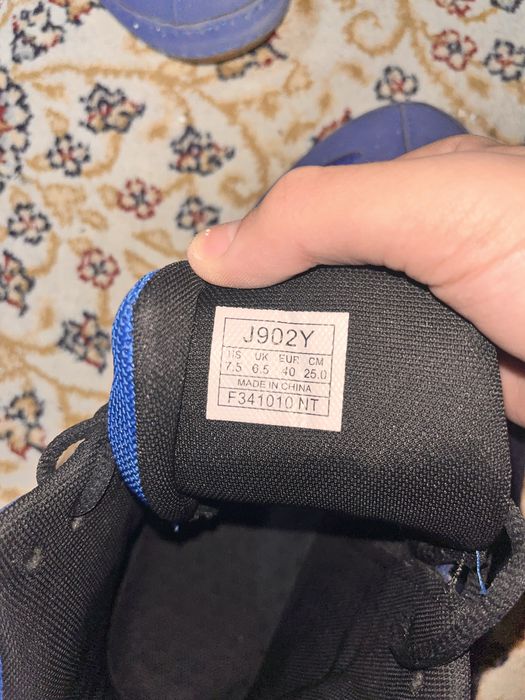 J902Y
US UK EUR CM
7.5 6.5 40 25.0
MADE IN CHINA
F341010 NT